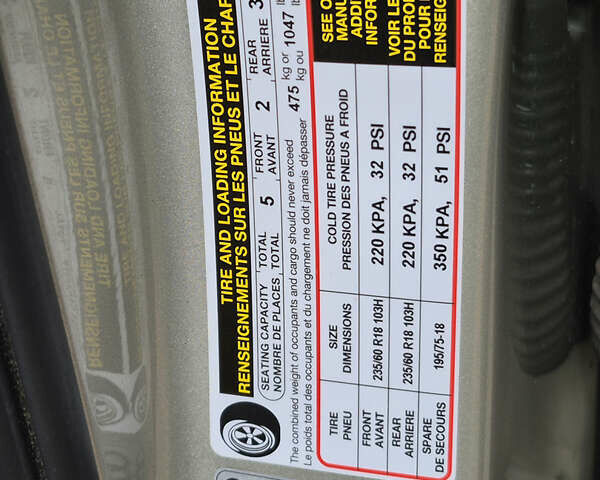 TIRE AND LOADING INFORMATION
RENSEIGNEMENTS SUR LES PNEUS ET LE CHAR
SEATING CAPACITY TOTAL 5 FRONT 2 REAR 3
NOMBRE DE PLACES TOTAL AVANT ARRIERE
The combined weight of occupants and cargo should never exceed 475 kg or 1047
Le poids total des occupants et du chargement ne doit jamais dépasser kg ou
TIRE SIZE COLD TIRE PRESSURE SEE O
PNEU DIMENSIONS PRESSION DES PNEUS A FROID MANU
FRONT 235/60 R18 103H 220 KPA, 32 PSI ADDI
AVANT INFOR
REAR 235/60 R18 103H 220 KPA, 32 PSI VOIR LE
ARRIERE DU PRO
SPARE 195/75-18 350 KPA, 51 PSI POUR
DE SECOURS RENSEIG